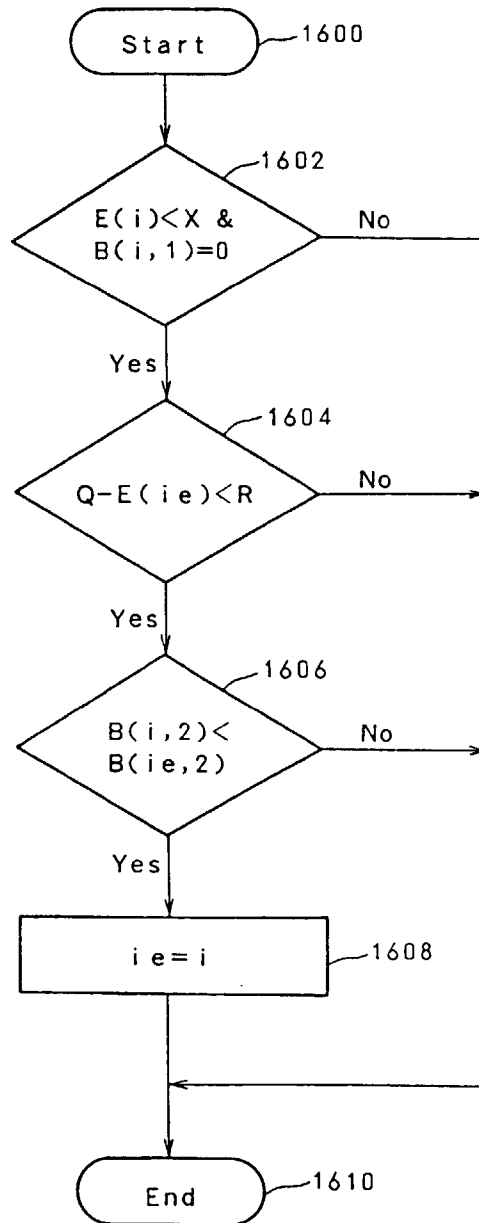 Start
1600
1602
E(i)<X &
B(i,1)=0
No
Yes
1604
Q-E(ie)<R
No
Yes
1606
B(i,2)<
B(ie,2)
No
Yes
ie=i
1608
End
1610